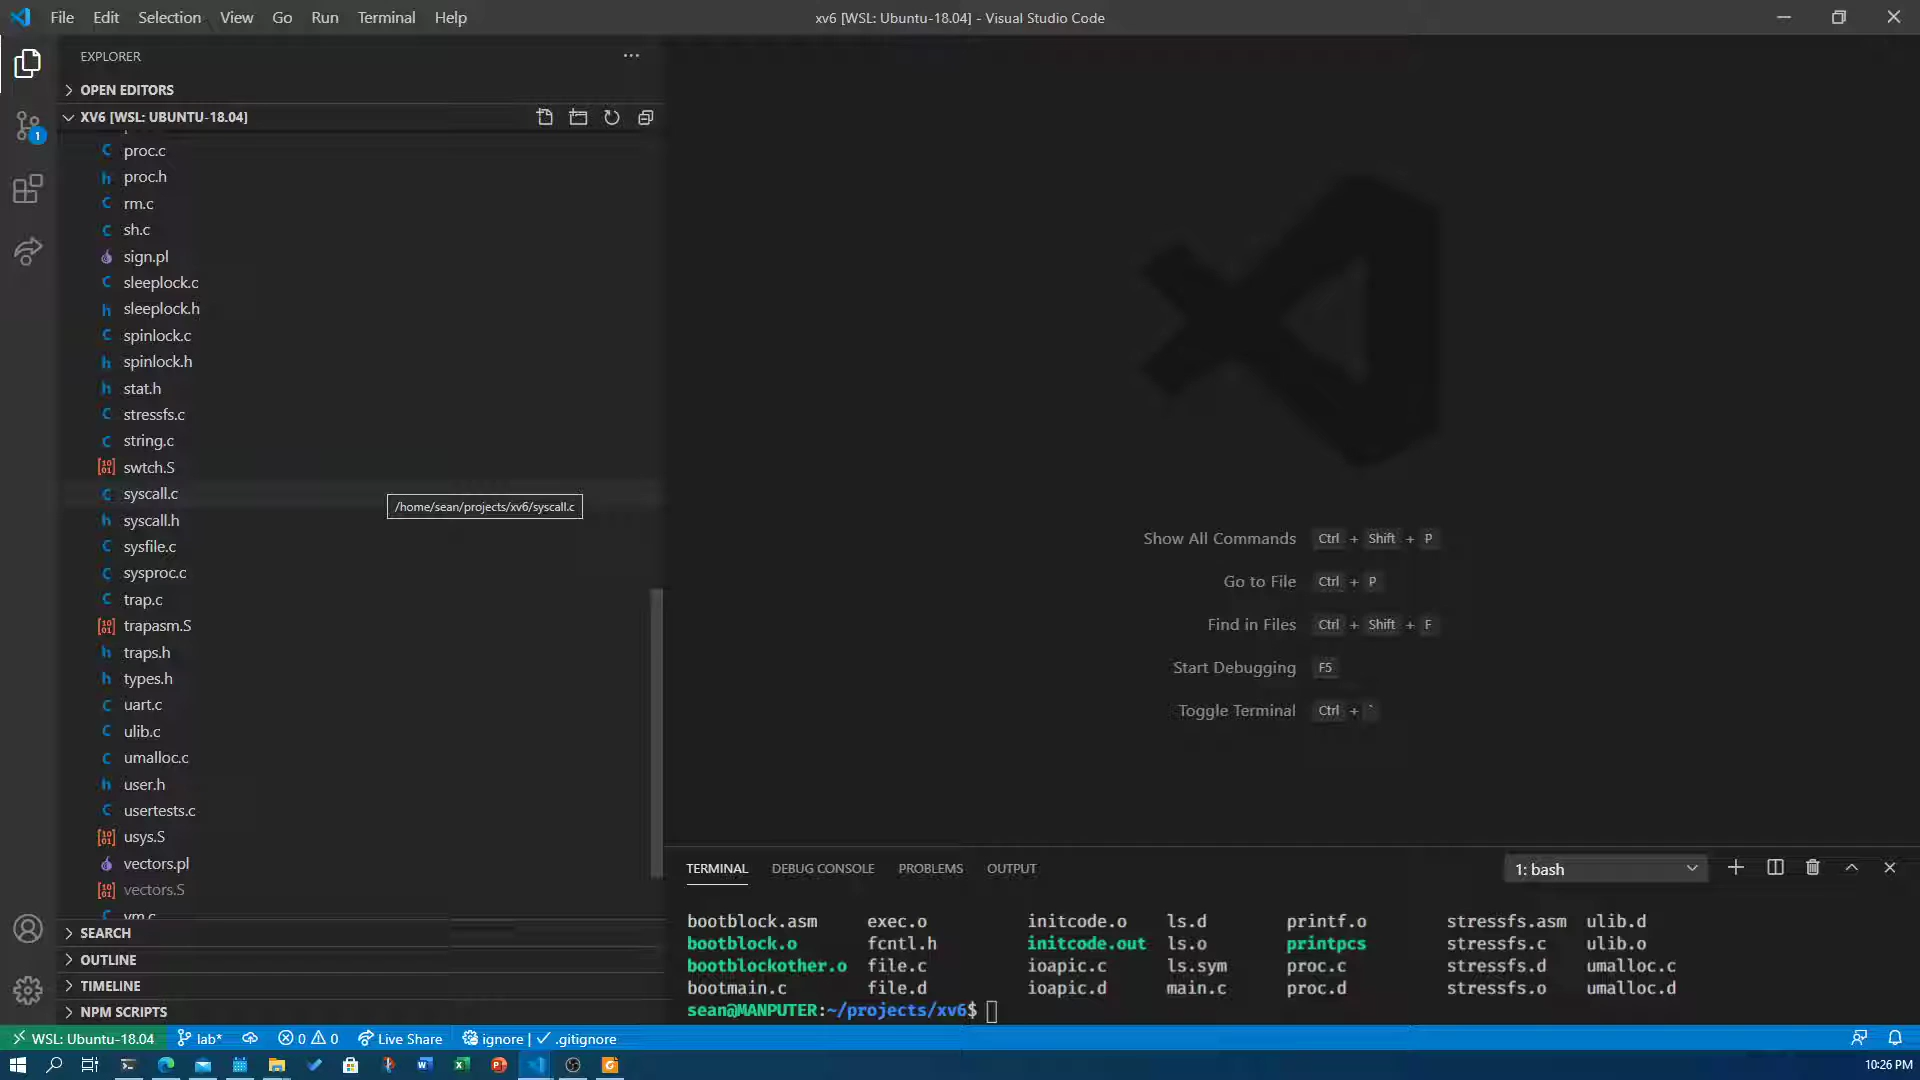 File Edit Selection View Go Run Terminal Help
xv6 [WSL: Ubuntu-18.04] - Visual Studio Code
EXPLORER
OPEN EDITORS
XV6 [WSL: UBUNTU-18.04]
1
proc.c
proc.h
rm.c
sh.c
sign.pl
sleeplock.c
sleeplock.h
spinlock.c
spinlock.h
stat.h
stressfs.c
string.c
swtch.S
syscall.c
/home/sean/projects/xv6/syscall.c
syscall.h
sysfile.c
sysproc.c
trap.c
trapasm.S
traps.h
types.h
uart.c
ulib.c
umalloc.c
user.h
usertests.c
usys.S
vectors.pl
vectors.S
vm.c
SEARCH
OUTLINE
TIMELINE
NPM SCRIPTS
Show All Commands Ctrl + Shift + P
Go to File Ctrl + P
Find in Files Ctrl + Shift + F
Start Debugging F5
Toggle Terminal Ctrl + `
TERMINAL DEBUG CONSOLE PROBLEMS OUTPUT
1: bash
bootblock.asm exec.o initcode.o ls.d printf.o stressfs.asm ulib.d
bootblock.o fcntl.h initcode.out ls.o printpcs stressfs.c ulib.o
bootblockother.o file.c ioapic.c ls.sym proc.c stressfs.d umalloc.c
bootmain.c file.d ioapic.d main.c proc.d stressfs.o umalloc.d
sean@MANPUTER:~/projects/xv6$
WSL: Ubuntu-18.04 lab* 0 0 Live Share ignore | .gitignore
10:26 PM